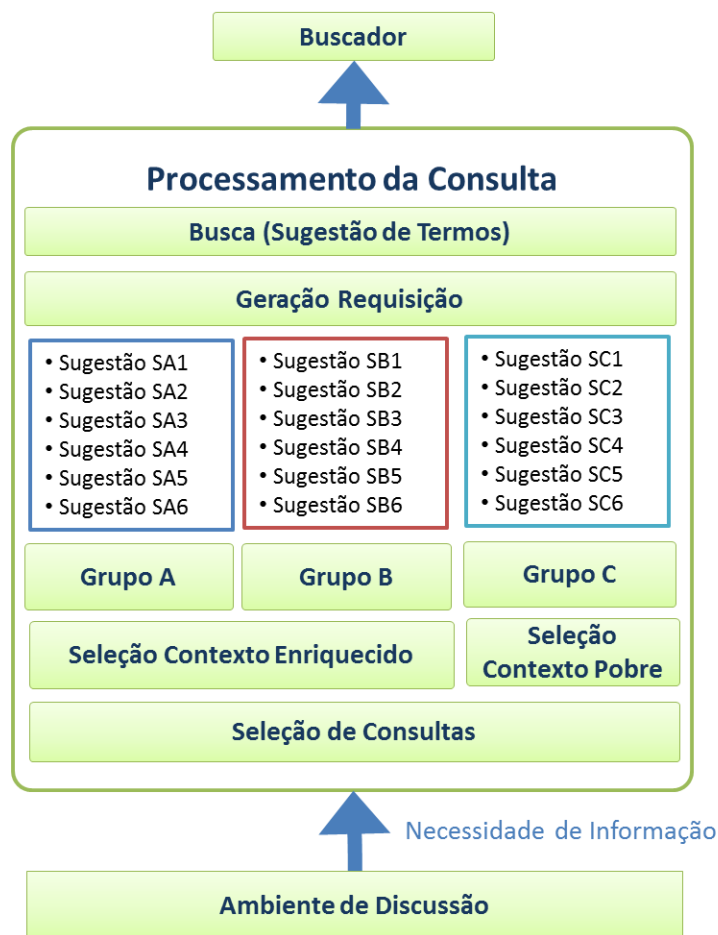 Buscador
Processamento da Consulta
Busca (Sugestão de Termos)
Geração Requisição
• Sugestão SA1
• Sugestão SA2
• Sugestão SA3
• Sugestão SA4
• Sugestão SA5
• Sugestão SA6
• Sugestão SB1
• Sugestão SB2
• Sugestão SB3
• Sugestão SB4
• Sugestão SB5
• Sugestão SB6
• Sugestão SC1
• Sugestão SC2
• Sugestão SC3
• Sugestão SC4
• Sugestão SC5
• Sugestão SC6
Grupo A
Grupo B
Grupo C
Seleção Contexto Enriquecido
Seleção
Contexto Pobre
Seleção de Consultas
Necessidade de Informação
Ambiente de Discussão